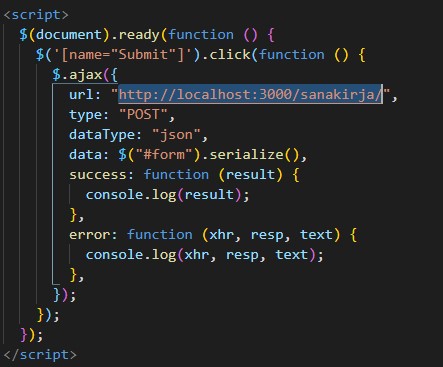 <script>
$(document).ready(function () {
$('[name="Submit"]').click(function () {
$.ajax({
url: "http://localhost:3000/sanakirja/",
type: "POST",
dataType: "json",
data: $("#form").serialize(),
success: function (result) {
console.log(result);
},
error: function (xhr, resp, text) {
console.log(xhr, resp, text);
},
});
});
});
</script>